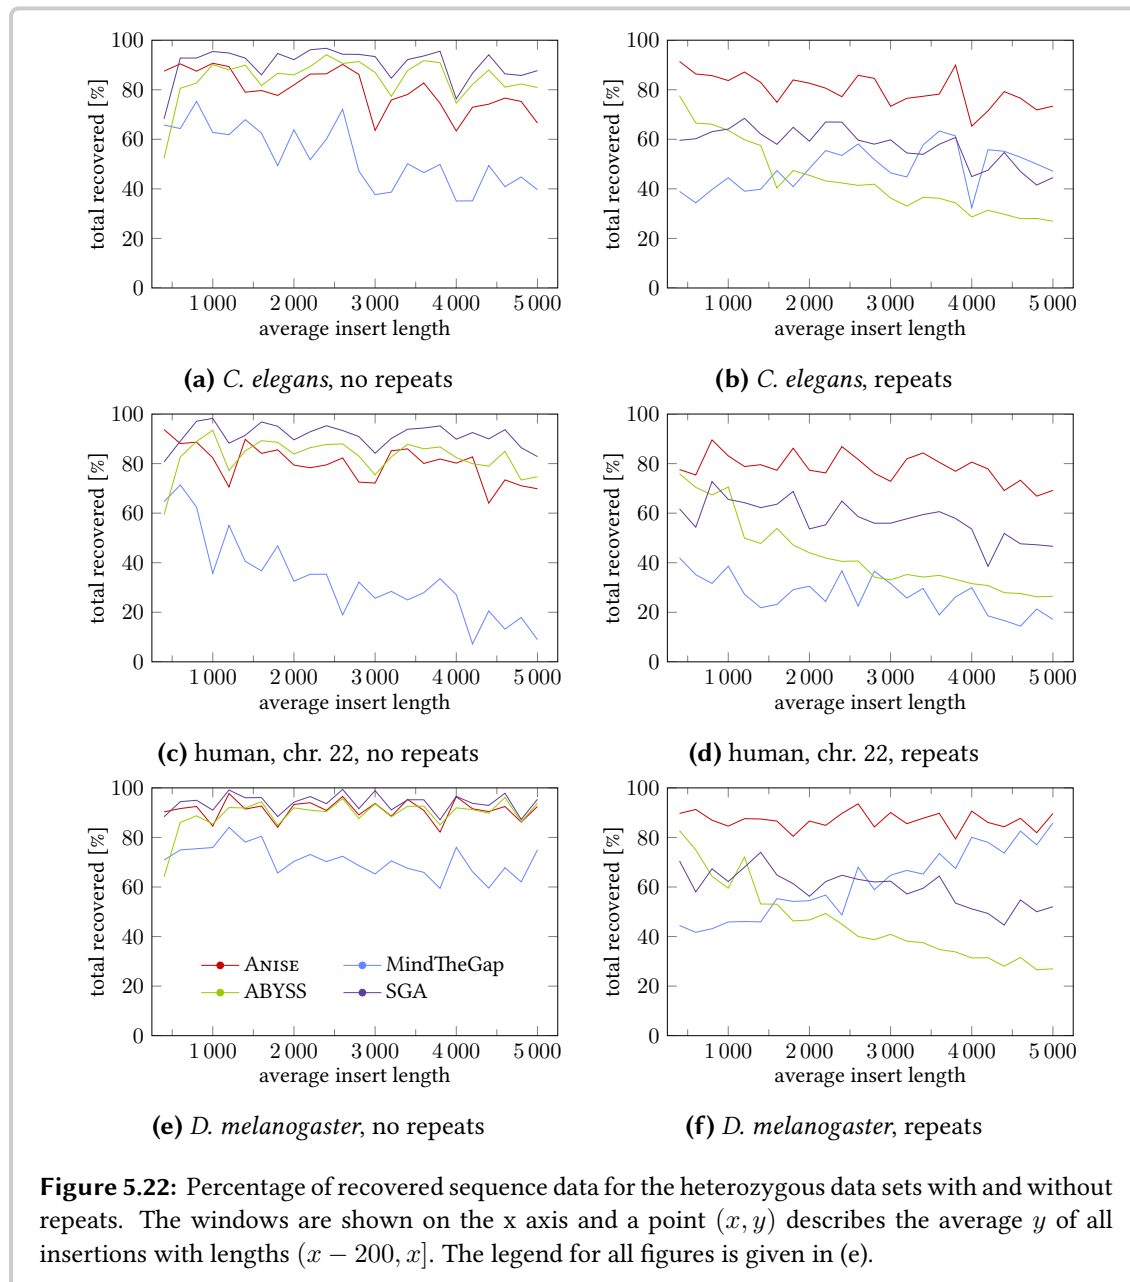 100
80
60
40
20
0
total recovered [%]
1 000 2 000 3 000 4 000 5 000
average insert length
(a) C. elegans, no repeats
100
80
60
40
20
0
total recovered [%]
1 000 2 000 3 000 4 000 5 000
average insert length
(b) C. elegans, repeats
100
80
60
40
20
0
total recovered [%]
1 000 2 000 3 000 4 000 5 000
average insert length
(c) human, chr. 22, no repeats
100
80
60
40
20
0
total recovered [%]
1 000 2 000 3 000 4 000 5 000
average insert length
(d) human, chr. 22, repeats
100
80
60
40
20
0
total recovered [%]
ANISE MindTheGap
ABYSS SGA
1 000 2 000 3 000 4 000 5 000
average insert length
(e) D. melanogaster, no repeats
100
80
60
40
20
0
total recovered [%]
1 000 2 000 3 000 4 000 5 000
average insert length
(f) D. melanogaster, repeats
Figure 5.22: Percentage of recovered sequence data for the heterozygous data sets with and without
repeats. The windows are shown on the x axis and a point (x, y) describes the average y of all
insertions with lengths (x − 200, x]. The legend for all figures is given in (e).